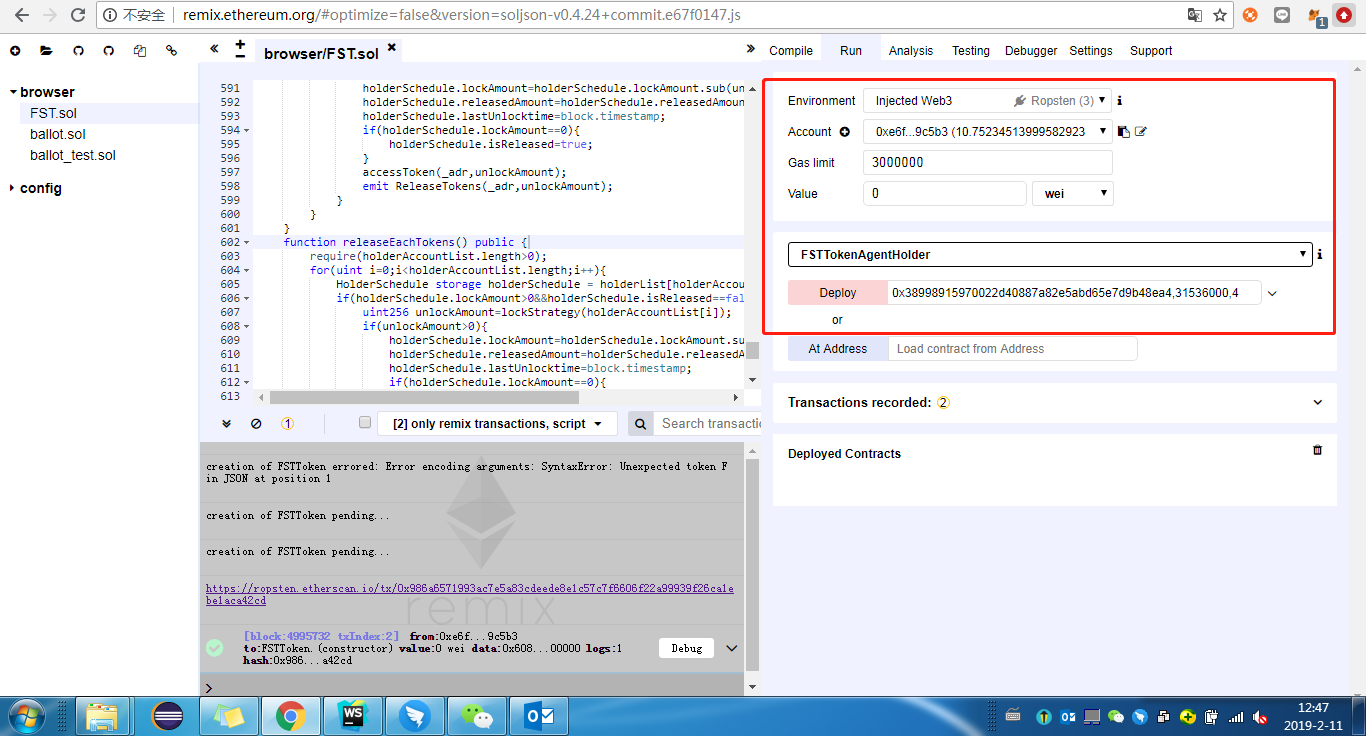 不安全 remix.ethereum.org/#optimize=false&version=soljson-v0.4.24+commit.e67f0147.js
1
browser/FST.sol
Compile Run Analysis Testing Debugger Settings Support
browser
FST.sol
ballot.sol
ballot_test.sol
config
591 holderSchedule.lockAmount=holderSchedule.lockAmount.sub(un
592 holderSchedule.releasedAmount=holderSchedule.releasedAmoun
593 holderSchedule.lastUnlocktime=block.timestamp;
594 if(holderSchedule.lockAmount==0){
595 holderSchedule.isReleased=true;
596 }
597 accessToken(_adr,unlockAmount);
598 emit ReleaseTokens(_adr,unlockAmount);
599 }
600 }
601 }
602 function releaseEachTokens() public {
603 require(holderAccountList.length>0);
604 for(uint i=0;i<holderAccountList.length;i++){
605 HolderSchedule storage holderSchedule = holderList[holderAcco
606 if(holderSchedule.lockAmount>0&&holderSchedule.isReleased==fals
607 uint256 unlockAmount=lockStrategy(holderAccountList[i]);
608 if(unlockAmount>0){
609 holderSchedule.lockAmount=holderSchedule.lockAmount.su
610 holderSchedule.releasedAmount=holderSchedule.releasedA
611 holderSchedule.lastUnlocktime=block.timestamp;
612 if(holderSchedule.lockAmount==0){
613
1
[2] only remix transactions, script
Search transactio
creation of FSTToken errored: Error encoding arguments: SyntaxError: Unexpected token F
in JSON at position 1
creation of FSTToken pending...
creation of FSTToken pending...
https://ropsten.etherscan.io/tx/0x986a6571993ac7e5a83cdeede8e1c57c7f6606f22a99939f26ca1e
be1aca42cd
remix
[block:4995732 txIndex:2] from:0xe6f...9c5b3
to:FSTToken.(constructor) value:0 wei data:0x608...00000 logs:1
hash:0x986...a42cd
Debug
>
Environment Injected Web3 Ropsten (3)
Account 0xe6f...9c5b3 (10.75234513999582923
Gas limit 3000000
Value 0 wei
FSTTokenAgentHolder
Deploy 0x38998915970022d40887a82e5abd65e7d9b48ea4,31536000,4
or
At Address Load contract from Address
Transactions recorded: 2
Deployed Contracts
WS
12:47
2019-2-11